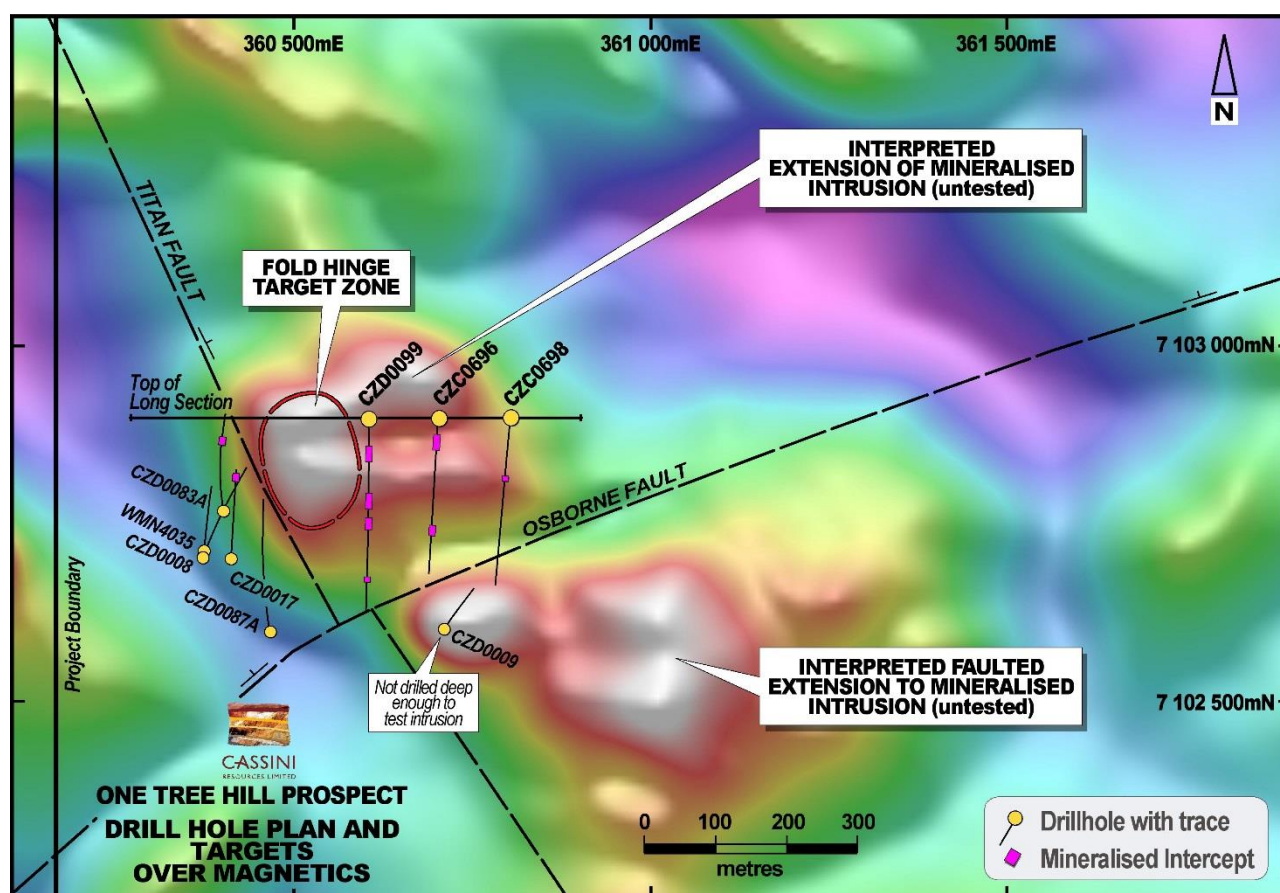 360 500mE
361 000mE
361 500mE
N
INTERPRETED
EXTENSION OF MINERALISED
INTRUSION (untested)
TITAN FAULT
FOLD HINGE
TARGET ZONE
7 103 000mN
CZD0099
CZC0696
CZC0698
Top of
Long Section
CZD0083A
WMN4035
CZD0008
CZD0017
CZD0087A
OSBORNE FAULT
CZD0009
Project Boundary
Not drilled deep
enough to
test intrusion
INTERPRETED FAULTED
EXTENSION TO MINERALISED
INTRUSION (untested)
7 102 500mN
CASSINI
RESOURCES LIMITED
ONE TREE HILL PROSPECT
DRILL HOLE PLAN AND
TARGETS
OVER MAGNETICS
0 100 200 300
metres
Drillhole with trace
Mineralised Intercept